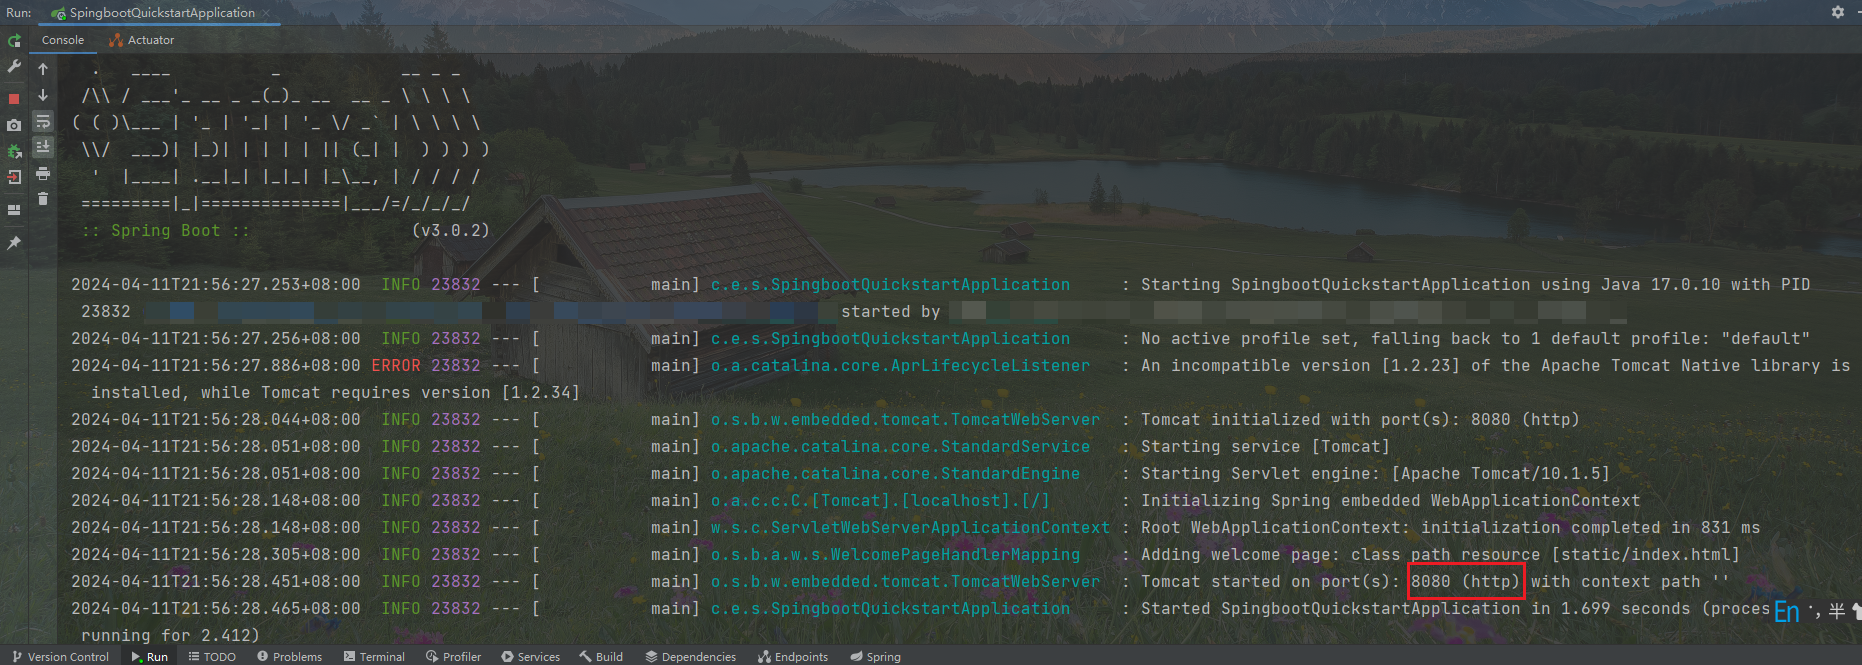 Run: SpingbootQuickstartApplication
Console Actuator
  .   ____          _            __ _ _
 /\\ / ___'_ __ _ _(_)_ __  __ _ \ \ \ \
( ( )\___ | '_ | '_| | '_ \/ _` | \ \ \ \
 \\/  ___)| |_)| | | | | || (_| |  ) ) ) )
  '  |____| .__|_| |_|_| |_\__, | / / / /
 =========|_|==============|___/=/_/_/_/
 :: Spring Boot ::                (v3.0.2)
2024-04-11T21:56:27.253+08:00  INFO 23832 --- [           main] c.e.s.SpingbootQuickstartApplication     : Starting SpingbootQuickstartApplication using Java 17.0.10 with PID
23832 started by
2024-04-11T21:56:27.256+08:00  INFO 23832 --- [           main] c.e.s.SpingbootQuickstartApplication     : No active profile set, falling back to 1 default profile: "default"
2024-04-11T21:56:27.886+08:00 ERROR 23832 --- [           main] o.a.catalina.core.AprLifecycleListener   : An incompatible version [1.2.23] of the Apache Tomcat Native library is
installed, while Tomcat requires version [1.2.34]
2024-04-11T21:56:28.044+08:00  INFO 23832 --- [           main] o.s.b.w.embedded.tomcat.TomcatWebServer  : Tomcat initialized with port(s): 8080 (http)
2024-04-11T21:56:28.051+08:00  INFO 23832 --- [           main] o.apache.catalina.core.StandardService   : Starting service [Tomcat]
2024-04-11T21:56:28.051+08:00  INFO 23832 --- [           main] o.apache.catalina.core.StandardEngine    : Starting Servlet engine: [Apache Tomcat/10.1.5]
2024-04-11T21:56:28.148+08:00  INFO 23832 --- [           main] o.a.c.c.C.[Tomcat].[localhost].[/]       : Initializing Spring embedded WebApplicationContext
2024-04-11T21:56:28.148+08:00  INFO 23832 --- [           main] w.s.c.ServletWebServerApplicationContext : Root WebApplicationContext: initialization completed in 831 ms
2024-04-11T21:56:28.305+08:00  INFO 23832 --- [           main] o.s.b.a.w.s.WelcomePageHandlerMapping    : Adding welcome page: class path resource [static/index.html]
2024-04-11T21:56:28.451+08:00  INFO 23832 --- [           main] o.s.b.w.embedded.tomcat.TomcatWebServer  : Tomcat started on port(s): 8080 (http) with context path ''
2024-04-11T21:56:28.465+08:00  INFO 23832 --- [           main] c.e.s.SpingbootQuickstartApplication     : Started SpingbootQuickstartApplication in 1.699 seconds (proces En 半
running for 2.412)
Version Control Run TODO Problems Terminal Profiler Services Build Dependencies Endpoints Spring